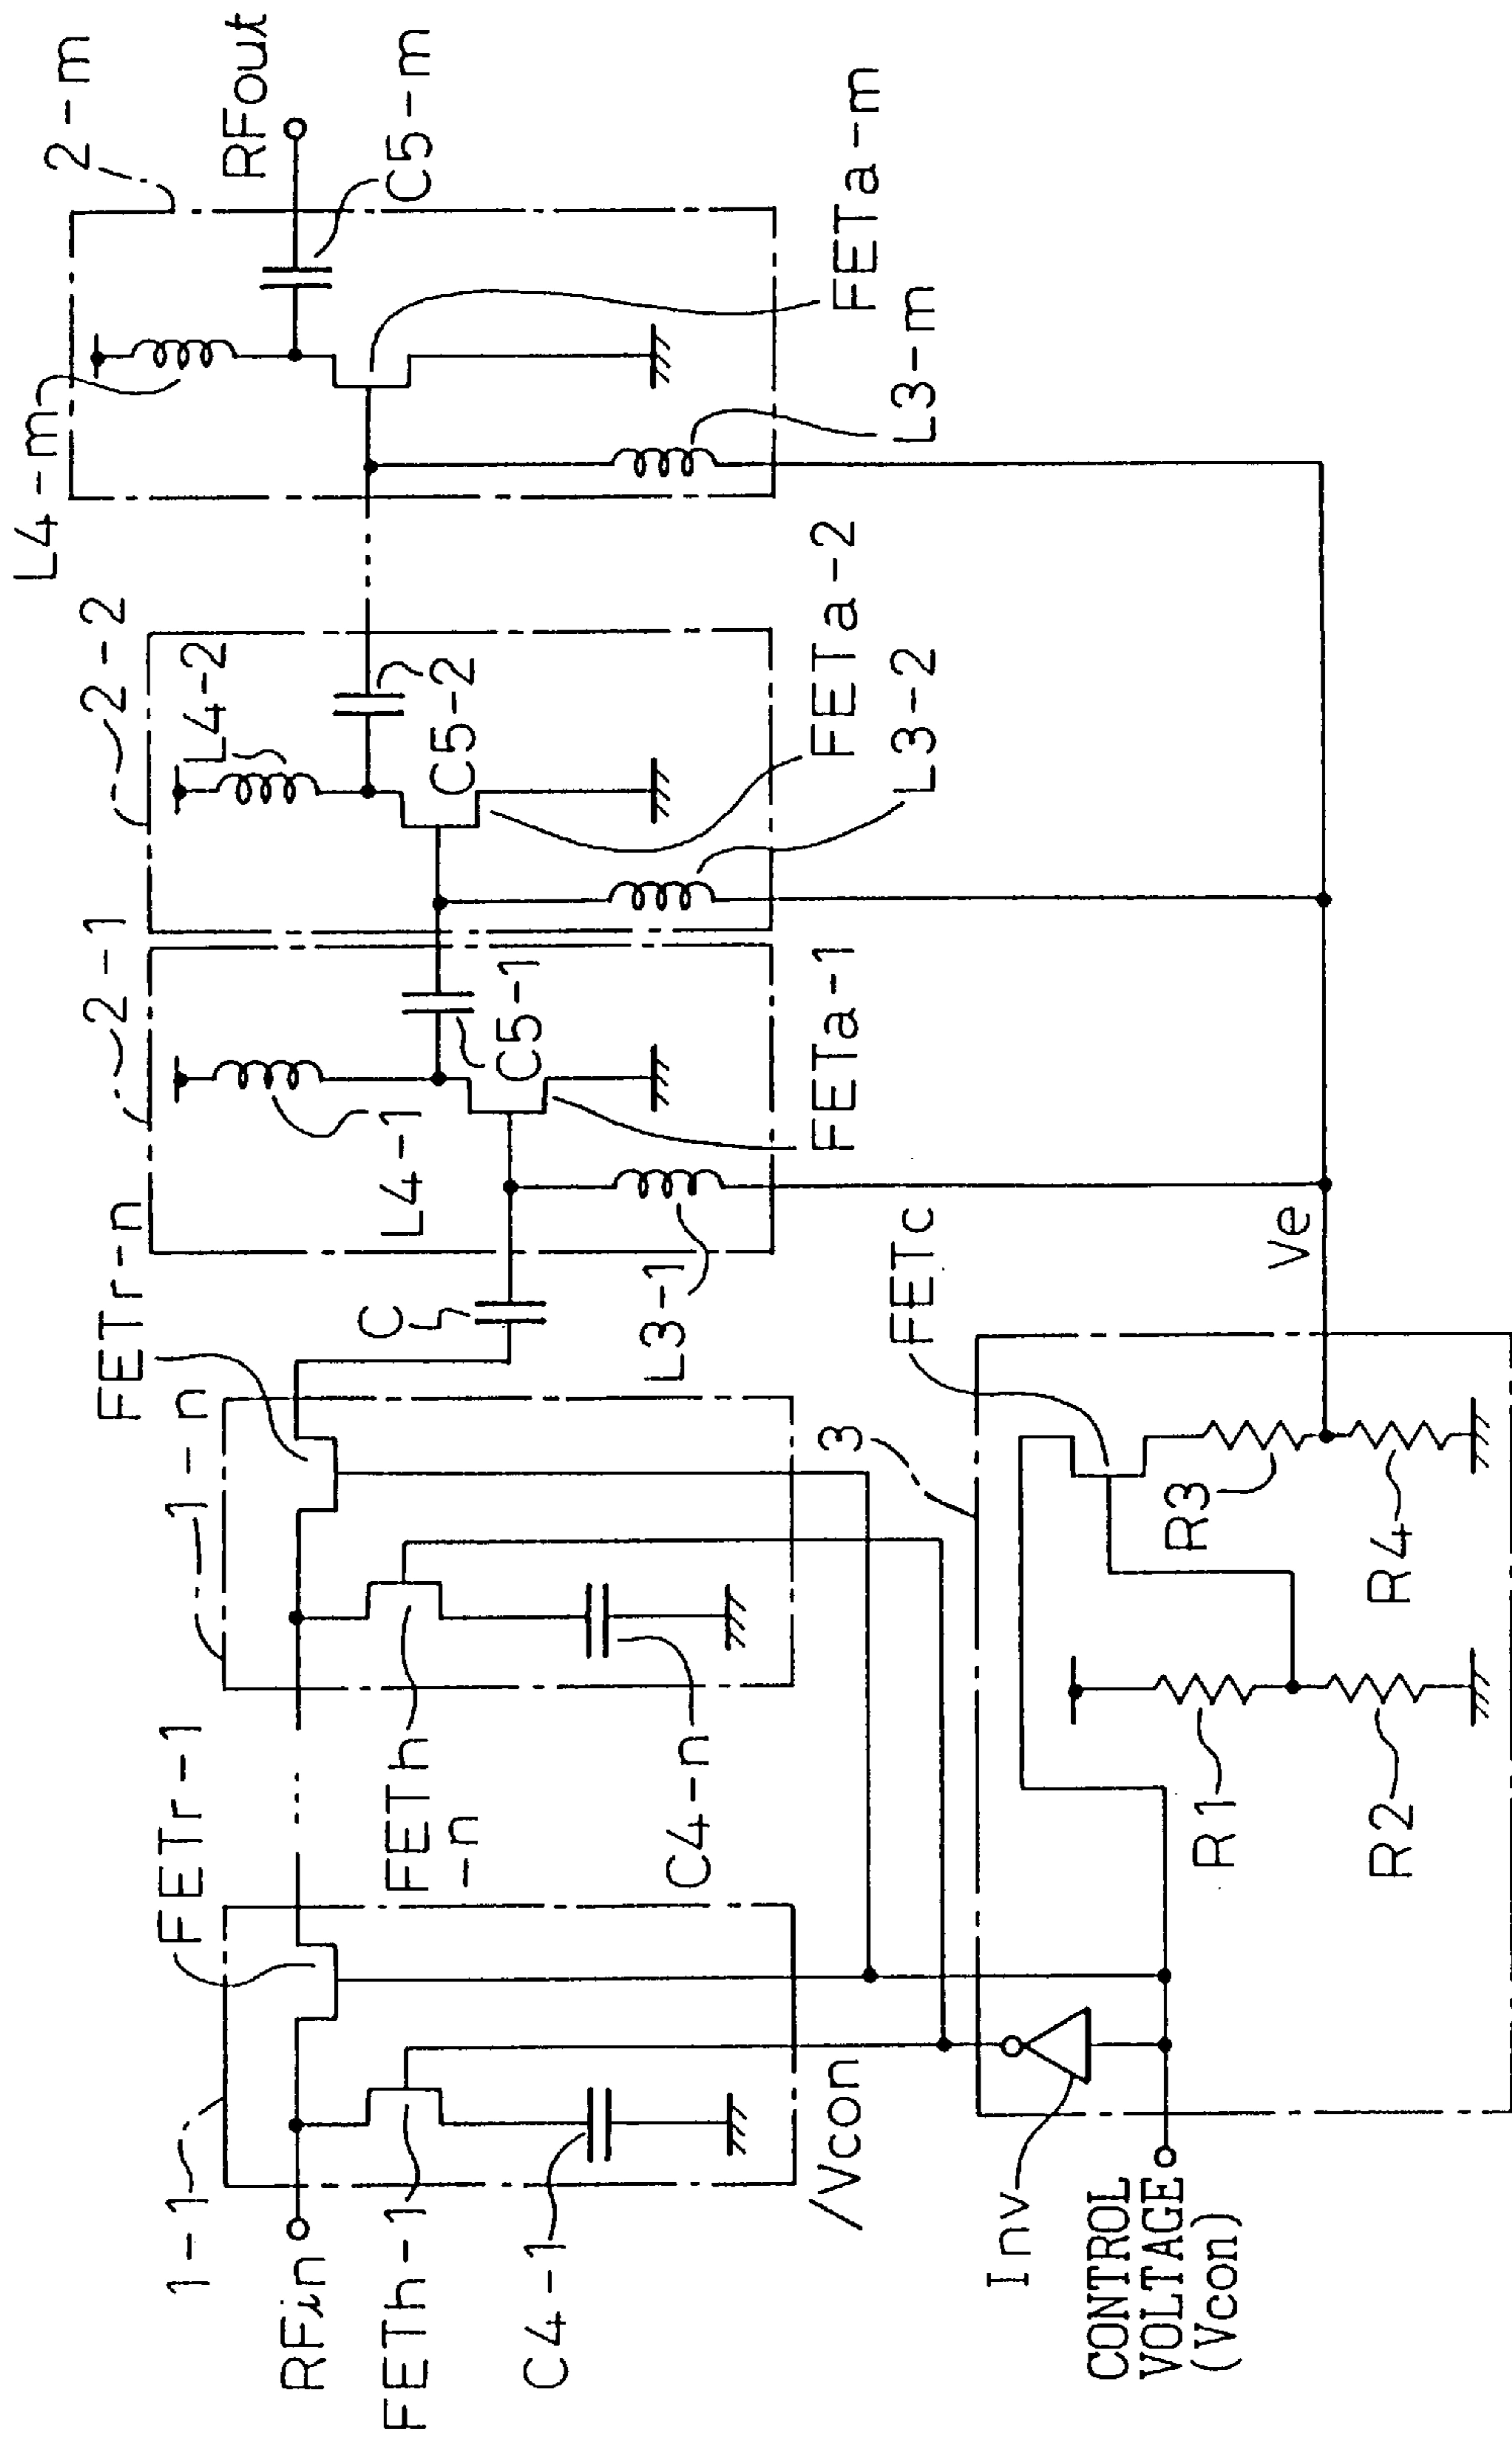 1-1
RFin
FETh-1
C4-1
/Vcon
FETr-1
FETh
-n
C4-n
1-n
FETr-n
C
L3-1
2-1
L4-1
C5-1
FETa-1
2-2
L4-2
C5-2
FETa-2
L3-2
L4-m
2-m
RFout
C5-m
FETa-m
L3-m
Inv
CONTROL
VOLTAGE
(Vcon)
3
FETc
R1
R2
R3
R4
Ve